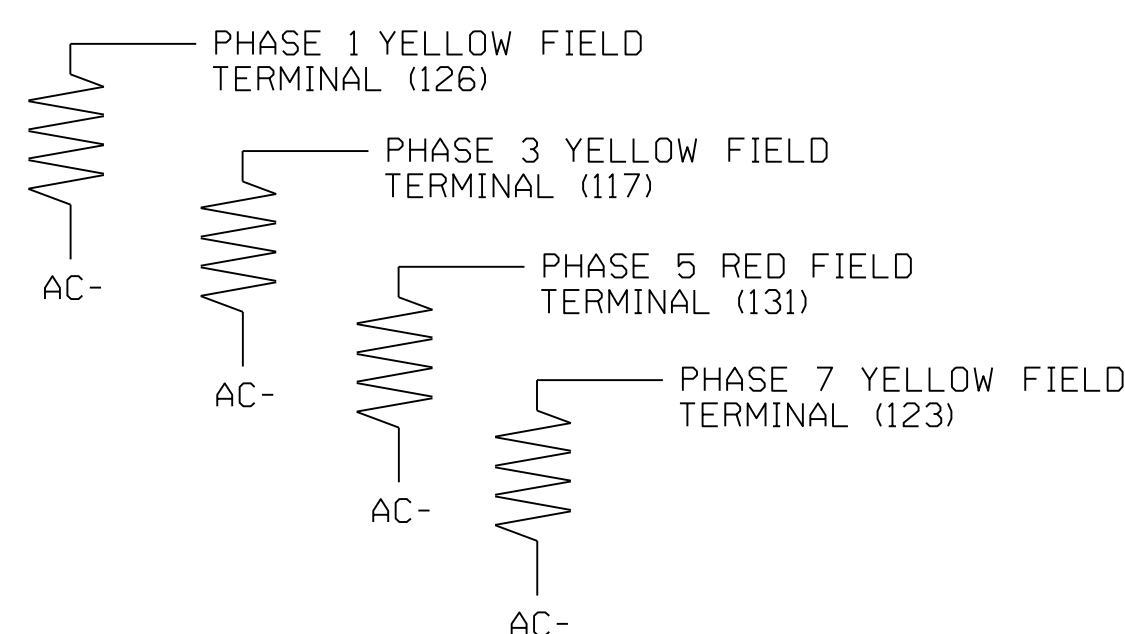 PHASE 1 YELLOW FIELD
TERMINAL (126)
AC-
PHASE 3 YELLOW FIELD
TERMINAL (117)
AC-
PHASE 5 RED FIELD
TERMINAL (131)
AC-
PHASE 7 YELLOW FIELD
TERMINAL (123)
AC-